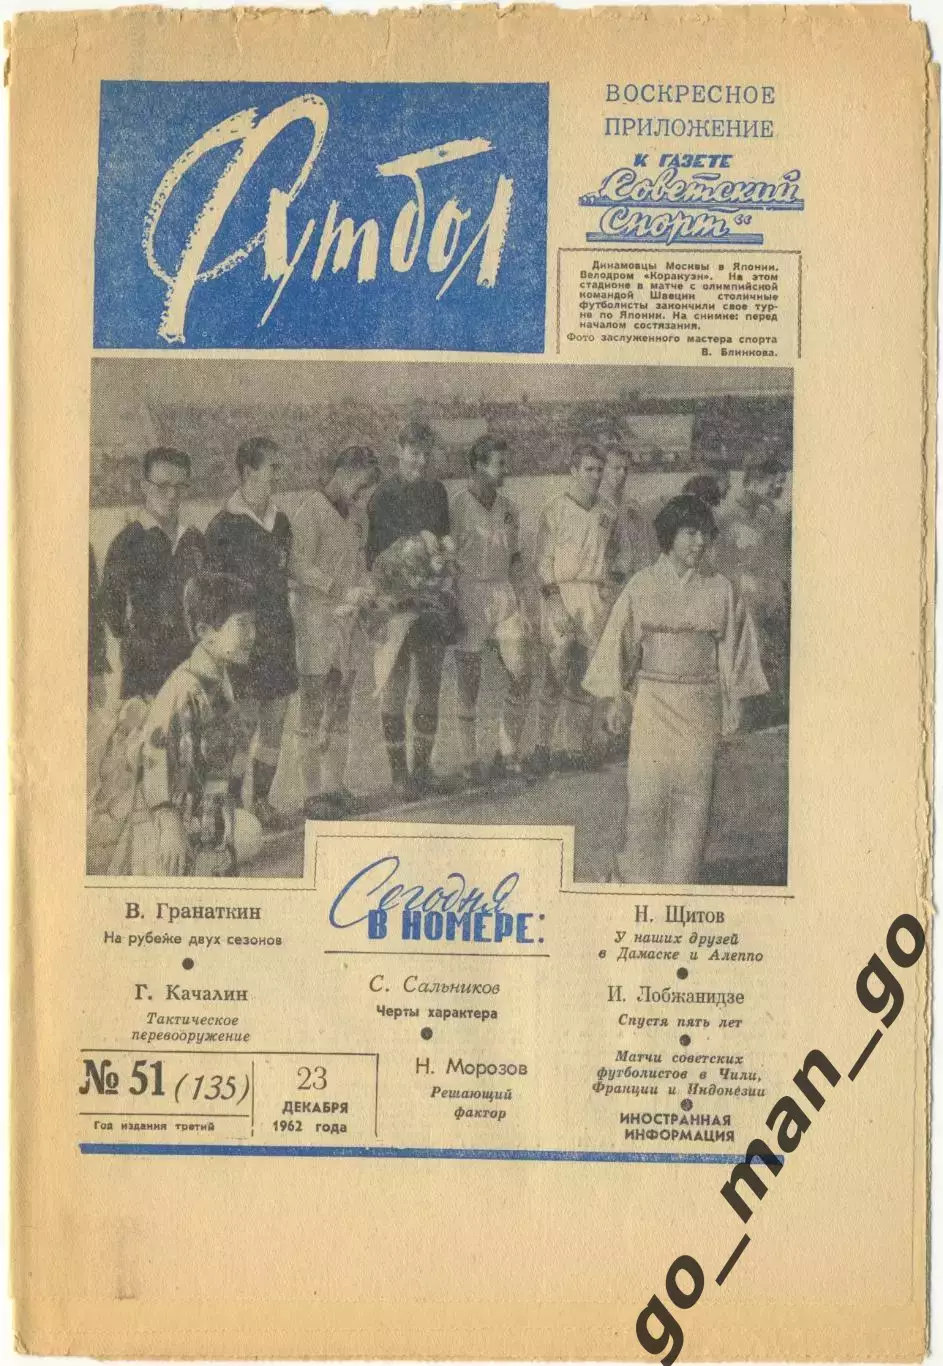 Футбол
ВОСКРЕСНОЕ
ПРИЛОЖЕНИЕ
К ГАЗЕТЕ
„Советский
Спорт“
Динамовцы Москвы в Японии.
Велодром «Коракуэн». На этом
стадионе в матче с олимпийской
командой Швеции столичные
футболисты закончили свое тур-
не по Японии. На снимке: перед
началом состязания.
Фото заслуженного мастера спорта
В. Блинкова.
Сегодня
В НОМЕРЕ:
В. Гранаткин
На рубеже двух сезонов
●
Г. Качалин
Тактическое
перевооружение
С. Сальников
Черты характера
●
Н. Морозов
Решающий
фактор
Н. Щитов
У наших друзей
в Дамаске и Алеппо
●
И. Лобжанидзе
Спустя пять лет
●
Матчи советских
футболистов в Чили,
Франции и Индонезии
●
ИНОСТРАННАЯ
ИНФОРМАЦИЯ
№ 51 (135)
Год издания третий
23
ДЕКАБРЯ
1962 года
go_man_go